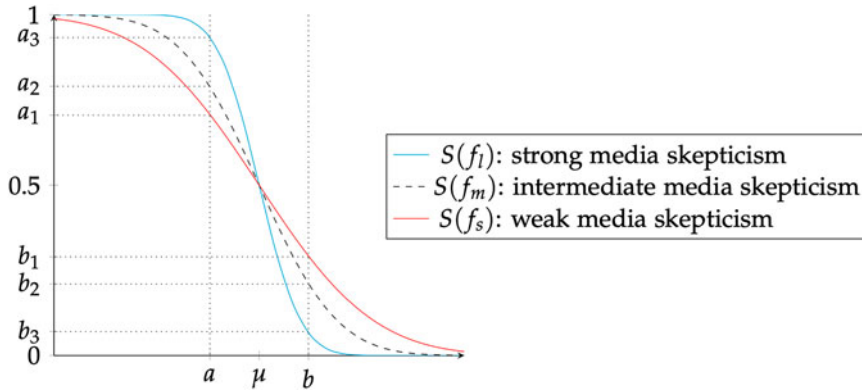 1
a₃
a₂
a₁
0.5
b₁
b₂
b₃
0
a μ b
S(fₗ): strong media skepticism
S(fₘ): intermediate media skepticism
S(fₛ): weak media skepticism